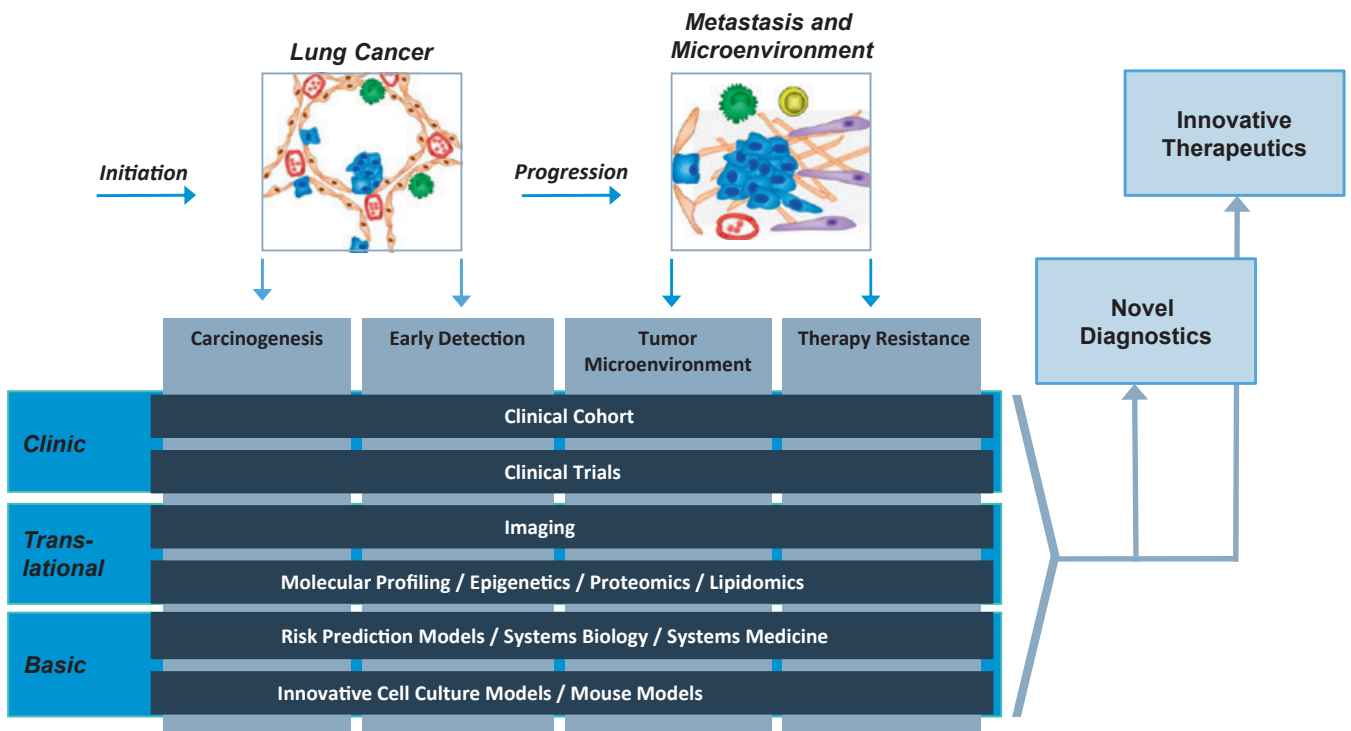 Lung Cancer
Metastasis and
Microenvironment
Initiation
Progression
Innovative
Therapeutics
Novel
Diagnostics
Carcinogenesis
Early Detection
Tumor
Microenvironment
Therapy Resistance
Clinic
Clinical Cohort
Clinical Trials
Trans-
lational
Imaging
Molecular Profiling / Epigenetics / Proteomics / Lipidomics
Basic
Risk Prediction Models / Systems Biology / Systems Medicine
Innovative Cell Culture Models / Mouse Models